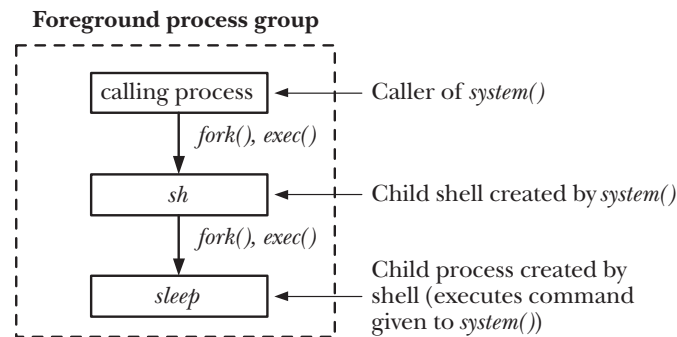 Foreground process group
calling process
Caller of system()
fork(), exec()
sh
Child shell created by system()
fork(), exec()
sleep
Child process created by
shell (executes command
given to system())